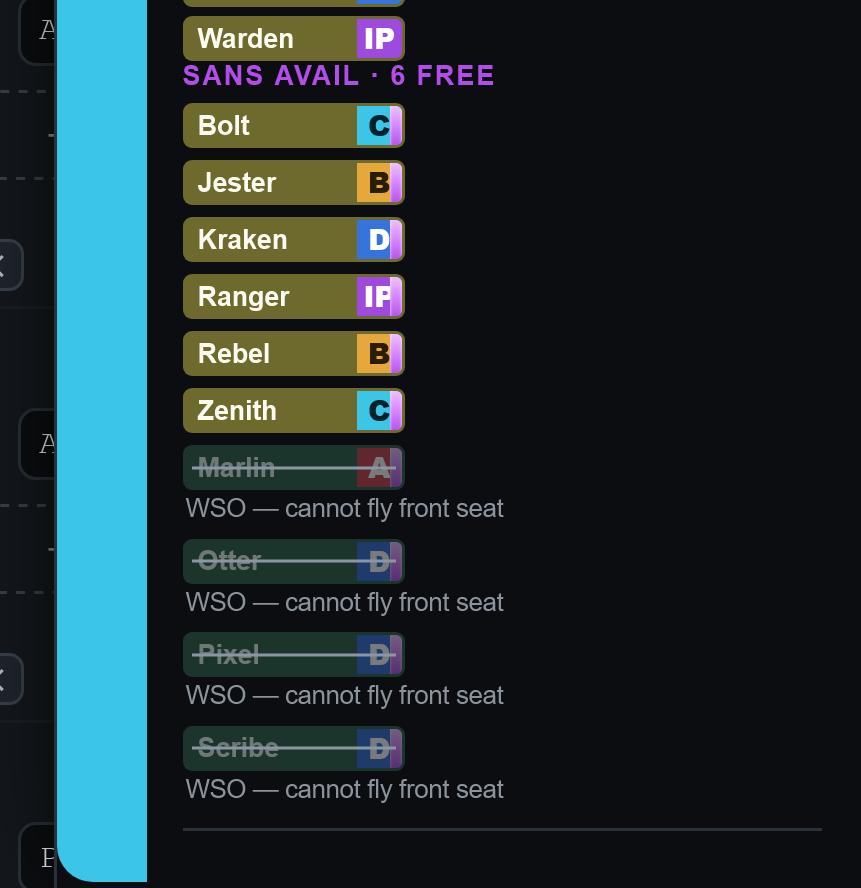 Warden IP
SANS AVAIL · 6 FREE
Bolt C
Jester B
Kraken D
Ranger IP
Rebel B
Zenith C
Marlin A
WSO — cannot fly front seat
Otter D
WSO — cannot fly front seat
Pixel D
WSO — cannot fly front seat
Scribe D
WSO — cannot fly front seat